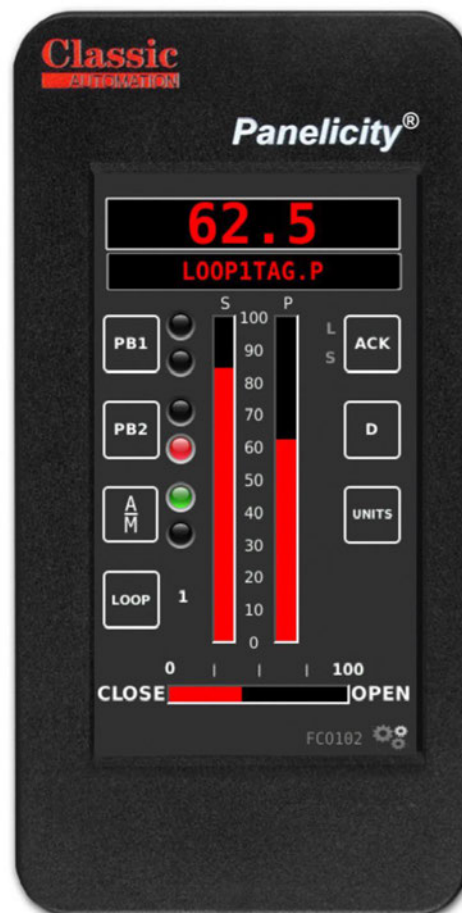 Classic
AUTOMATION
Panelicity®
62.5
LOOP1TAG.P
S P
100
PB1
L
S
ACK
90
80
70
PB2
60
D
50
A
M
40
UNITS
30
20
LOOP 1
10
0
0 | | | 100
CLOSE OPEN
FC0102